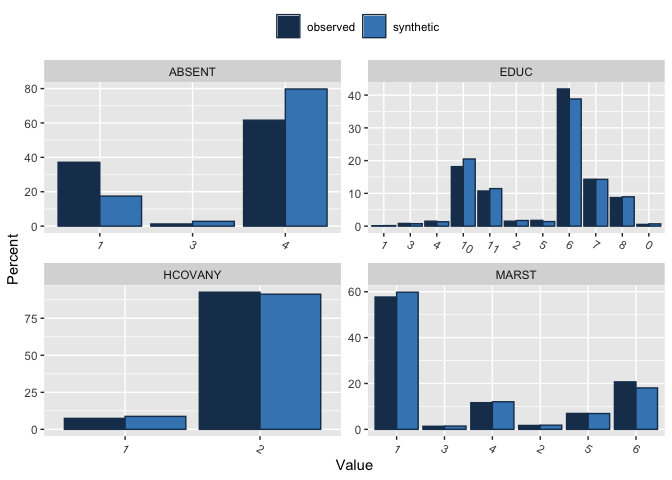 observed synthetic
ABSENT
80
60
40
20
0
1 3 4
EDUC
40
30
20
10
0
1 3 4 10 11 2 5 6 7 8 0
HCOVANY
75
50
25
0
1 2
MARST
60
40
20
0
1 3 4 2 5 6
Percent
Value